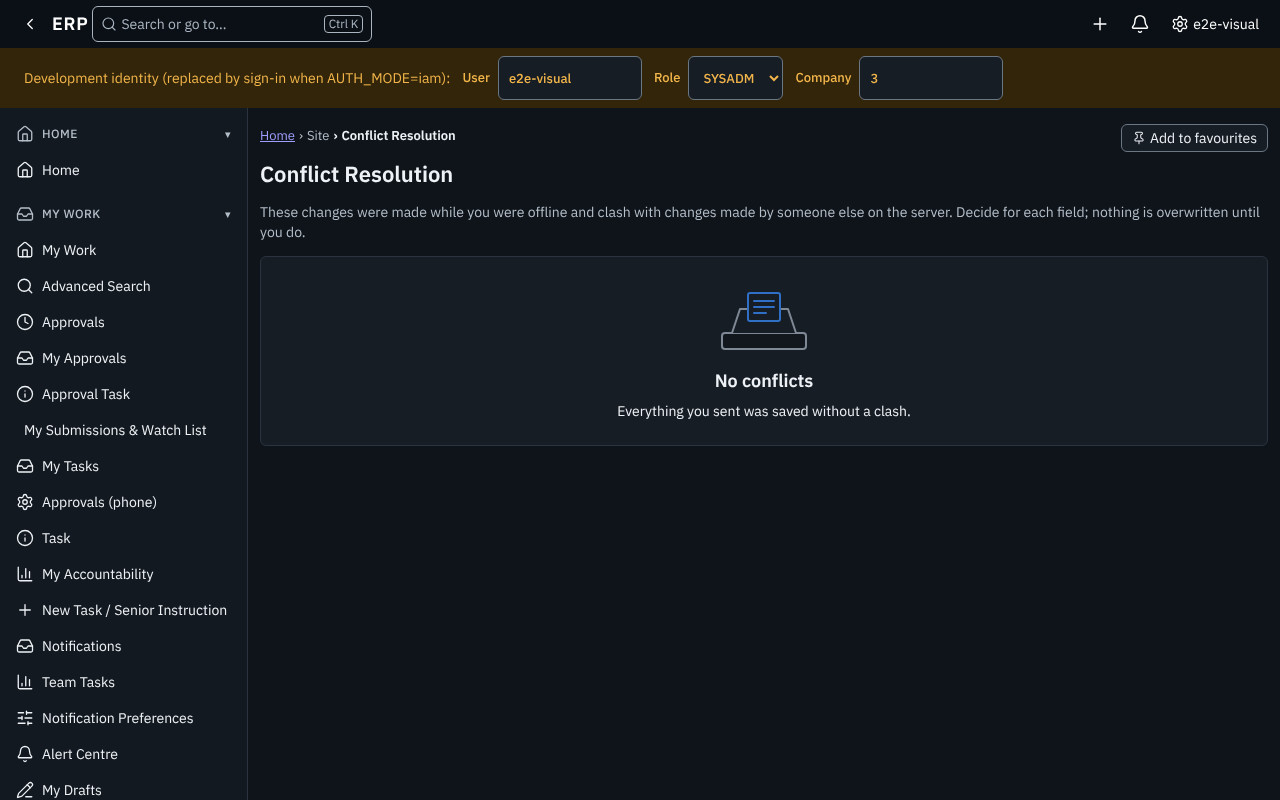 ERP
Search or go to...
Ctrl K
e2e-visual
Development identity (replaced by sign-in when AUTH_MODE=iam): User e2e-visual Role SYSADM Company 3
HOME
Home
MY WORK
My Work
Advanced Search
Approvals
My Approvals
Approval Task
My Submissions & Watch List
My Tasks
Approvals (phone)
Task
My Accountability
New Task / Senior Instruction
Notifications
Team Tasks
Notification Preferences
Alert Centre
My Drafts
Home › Site › Conflict Resolution
Add to favourites
Conflict Resolution
These changes were made while you were offline and clash with changes made by someone else on the server. Decide for each field; nothing is overwritten until
you do.
No conflicts
Everything you sent was saved without a clash.